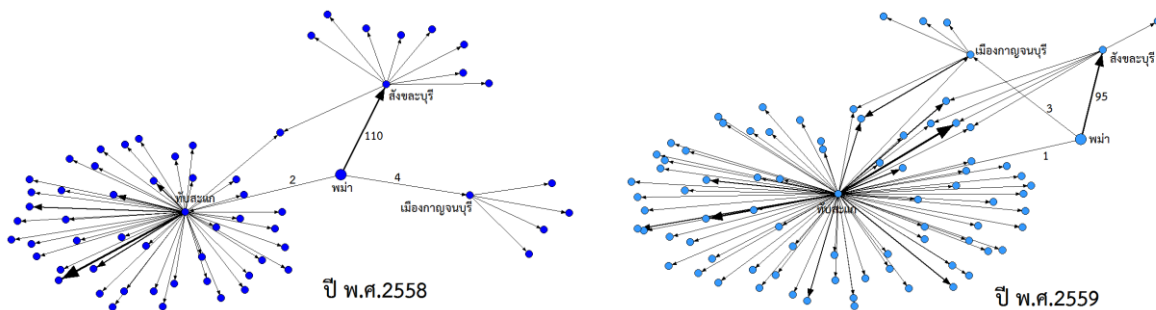 สังขละบุรี
110
ทับสะแก
2
พม่า
4
เมืองกาญจนบุรี
ปี พ.ศ.2558
เมืองกาญจนบุรี
สังขละบุรี
95
3
พม่า
1
ทับสะแก
ปี พ.ศ.2559